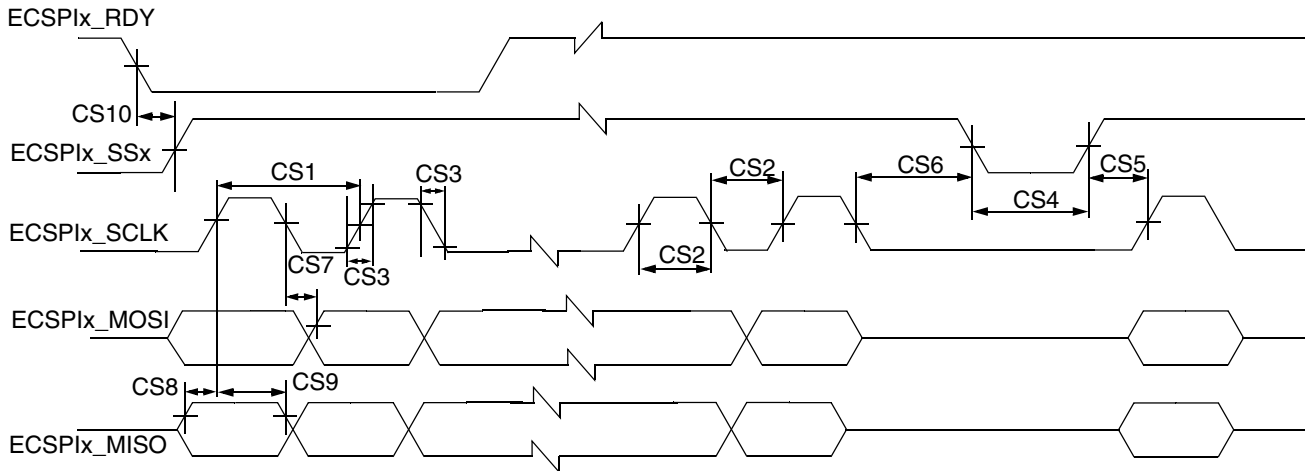 ECSPIx_RDY
CS10
ECSPIx_SSx
CS1
CS3
CS2
CS6
CS5
CS4
ECSPIx_SCLK
CS7
CS3
CS2
ECSPIx_MOSI
CS8
CS9
ECSPIx_MISO